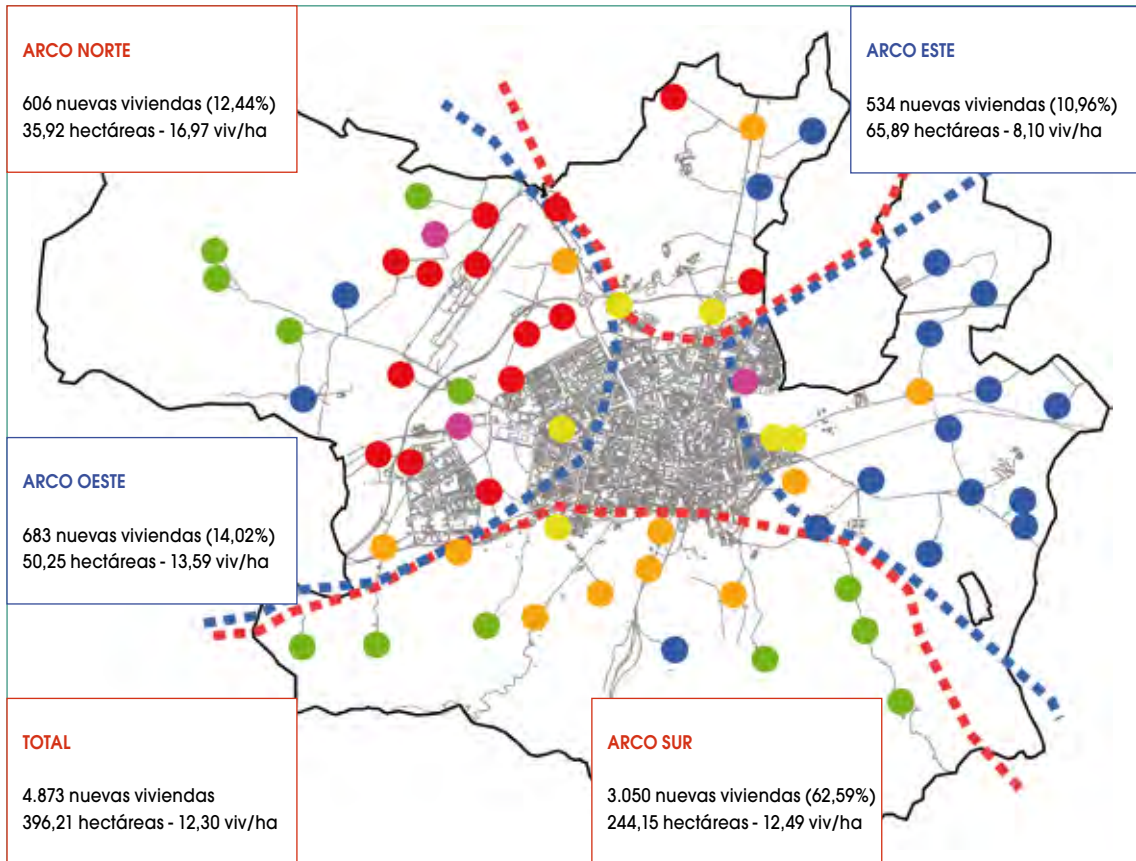 ARCO NORTE
606 nuevas viviendas (12,44%)
35,92 hectáreas - 16,97 viv/ha
ARCO ESTE
534 nuevas viviendas (10,96%)
65,89 hectáreas - 8,10 viv/ha
ARCO OESTE
683 nuevas viviendas (14,02%)
50,25 hectáreas - 13,59 viv/ha
TOTAL
4.873 nuevas viviendas
396,21 hectáreas - 12,30 viv/ha
ARCO SUR
3.050 nuevas viviendas (62,59%)
244,15 hectáreas - 12,49 viv/ha